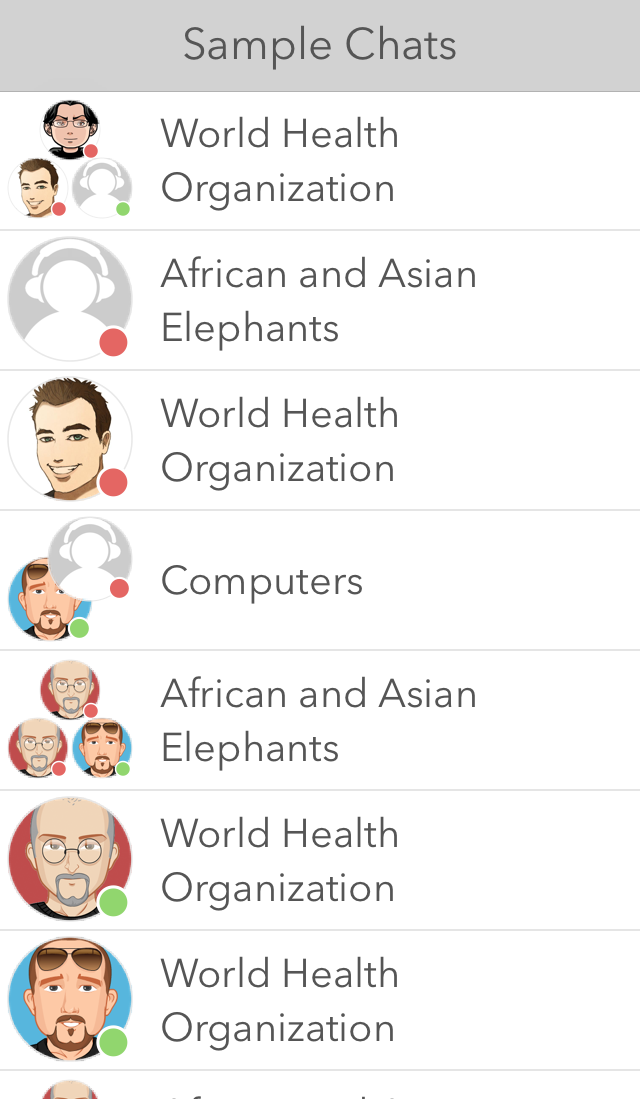 Sample Chats
World Health
Organization
African and Asian
Elephants
World Health
Organization
Computers
African and Asian
Elephants
World Health
Organization
World Health
Organization